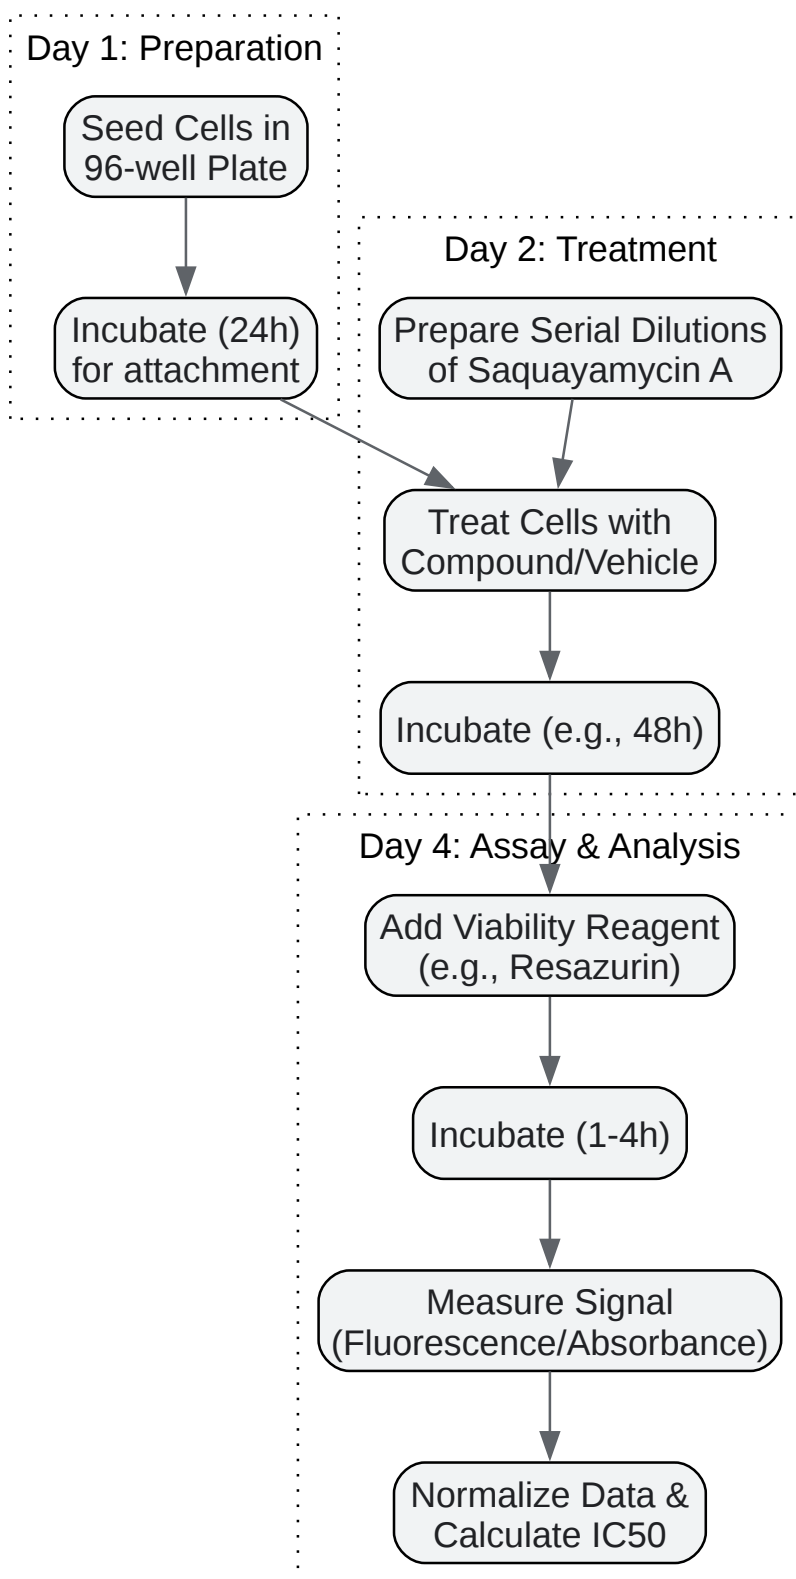 Day 1: Preparation
Seed Cells in
96-well Plate
Incubate (24h)
for attachment
Day 2: Treatment
Prepare Serial Dilutions
of Saquayamycin A
Treat Cells with
Compound/Vehicle
Incubate (e.g., 48h)
Day 4: Assay & Analysis
Add Viability Reagent
(e.g., Resazurin)
Incubate (1-4h)
Measure Signal
(Fluorescence/Absorbance)
Normalize Data &
Calculate IC50